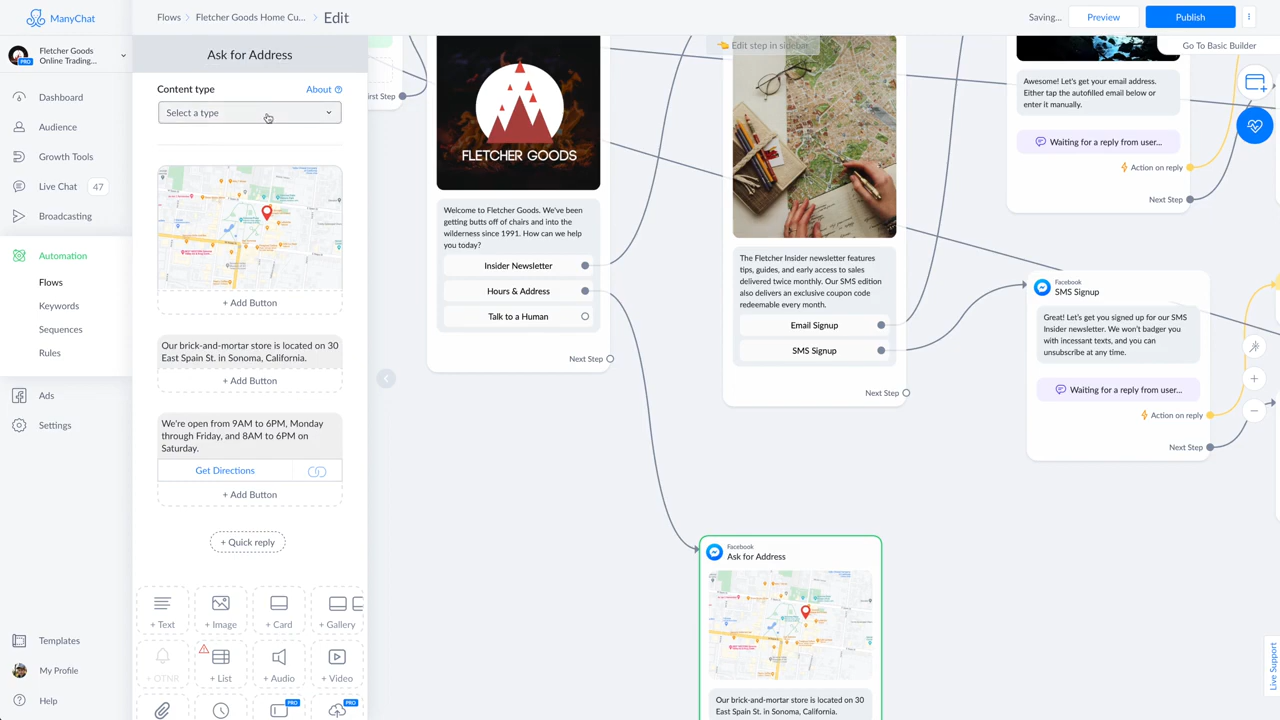 ManyChat
Flows
Fletcher Goods Home Cu...
Edit
Saving...
Preview
Publish
Fletcher Goods
Online Trading...
PRO
Dashboard
Audience
Growth Tools
Live Chat
47
Broadcasting
Automation
Flows
Keywords
Sequences
Rules
Ads
Settings
Templates
My Profile
Help
Ask for Address
Content type
About
Select a type
+ Add Button
Our brick-and-mortar store is located on 30
East Spain St. in Sonoma, California.
+ Add Button
We're open from 9AM to 6PM, Monday
through Friday, and 8AM to 6PM on
Saturday.
Get Directions
+ Add Button
+ Quick reply
+ Text
+ Image
+ Card
+ Gallery
+ OTNR
+ List
+ Audio
+ Video
PRO
PRO
irst Step
FLETCHER GOODS
Welcome to Fletcher Goods. We've been
getting butts off of chairs and into the
wilderness since 1991. How can we help
you today?
Insider Newsletter
Hours & Address
Talk to a Human
Next Step
Edit step in sidebar
The Fletcher Insider newsletter features
tips, guides, and early access to sales
delivered twice monthly. Our SMS edition
also delivers an exclusive coupon code
redeemable every month.
Email Signup
SMS Signup
Next Step
Go To Basic Builder
Awesome! Let's get your email address.
Either tap the autofilled email below or
enter it manually.
Waiting for a reply from user...
Action on reply
Next Step
Facebook
SMS Signup
Great! Let's get you signed up for our SMS
Insider newsletter. We won't badger you
with incessant texts, and you can
unsubscribe at any time.
Waiting for a reply from user...
Action on reply
Next Step
Facebook
Ask for Address
Our brick-and-mortar store is located on 30
East Spain St. in Sonoma, California.
Live Support